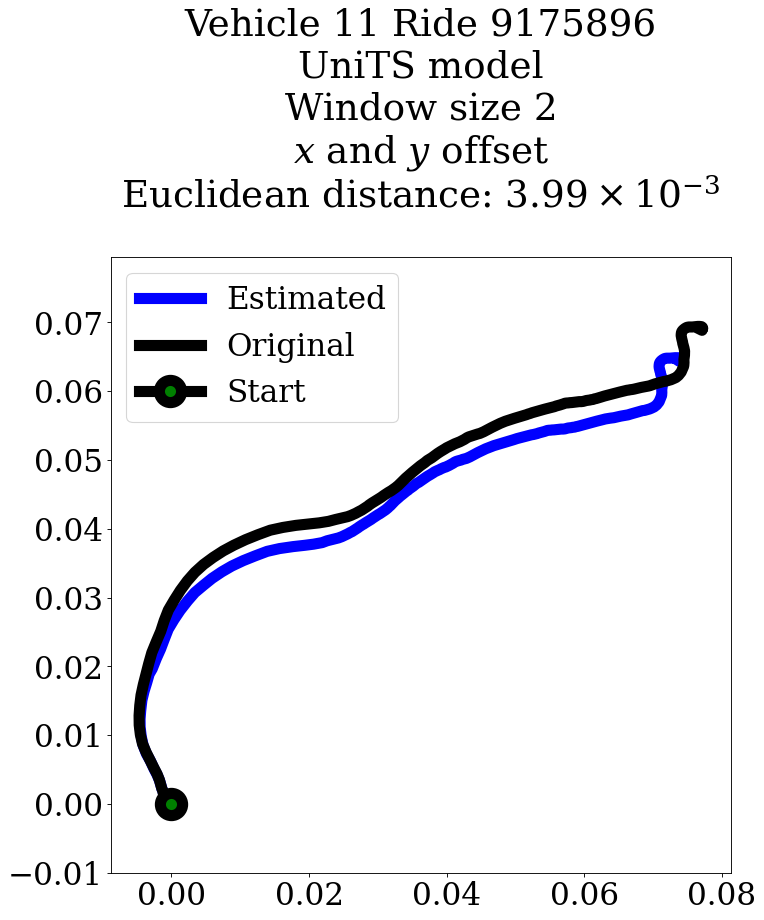 Vehicle 11 Ride 9175896
UniTS model
Window size 2
x and y offset
Euclidean distance: 3.99 × 10⁻³
Estimated
Original
Start
0.07
0.06
0.05
0.04
0.03
0.02
0.01
0.00
−0.01
0.00 0.02 0.04 0.06 0.08